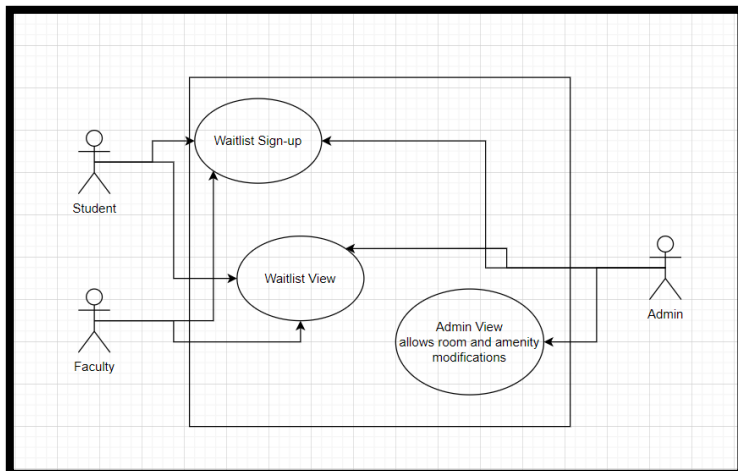 Waitlist Sign-up
Student
Waitlist View
Admin
Admin View
allows room and amenity
modifications
Faculty